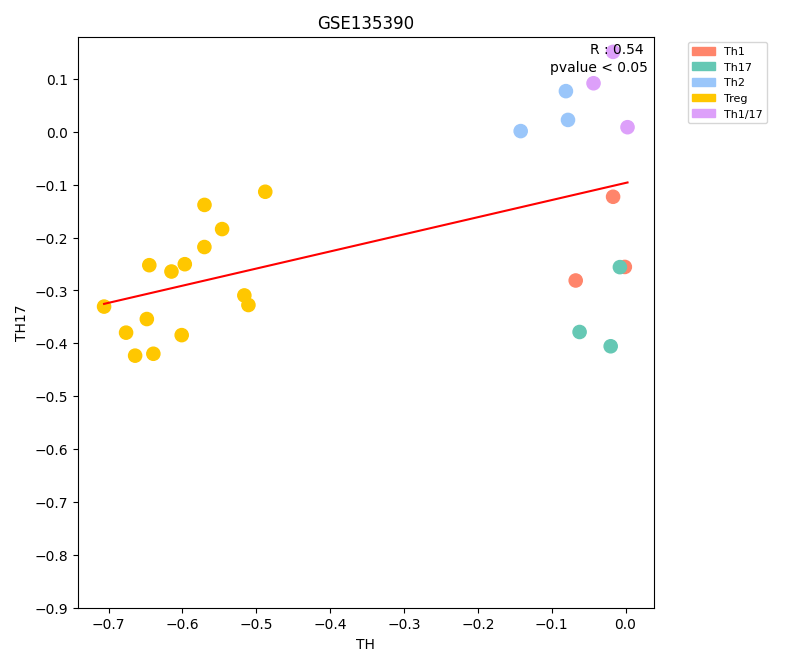 GSE135390
R : 0.54
pvalue < 0.05
Th1
Th17
Th2
Treg
Th1/17
TH17
0.1
0.0
−0.1
−0.2
−0.3
−0.4
−0.5
−0.6
−0.7
−0.8
−0.9
−0.7 −0.6 −0.5 −0.4 −0.3 −0.2 −0.1 0.0
TH